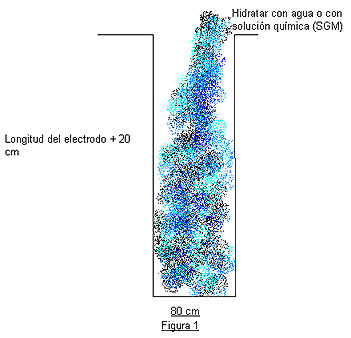 Hidratar con agua o con
solución química (SGM)
Longitud del electrodo + 20
cm
80 cm
Figura 1